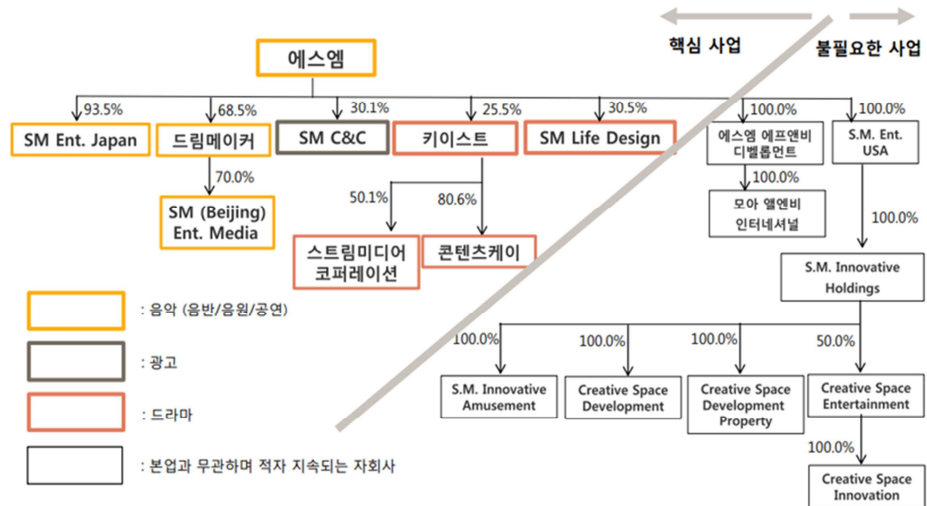 핵심 사업
불필요한 사업
에스엠
93.5%
68.5%
30.1%
25.5%
30.5%
100.0%
100.0%
SM Ent. Japan
드림메이커
SM C&C
키이스트
SM Life Design
에스엠 에프앤비
디벨롭먼트
S.M. Ent.
USA
70.0%
50.1%
80.6%
100.0%
100.0%
SM (Beijing)
Ent. Media
모아 앨엔비
인터네셔널
스트림미디어
코퍼레이션
콘텐츠케이
S.M. Innovative
Holdings
: 음악 (음반/음원/공연)
: 광고
: 드라마
: 본업과 무관하며 적자 지속되는 자회사
100.0%
100.0%
100.0%
50.0%
S.M. Innovative
Amusement
Creative Space
Development
Creative Space
Development
Property
Creative Space
Entertainment
100.0%
Creative Space
Innovation